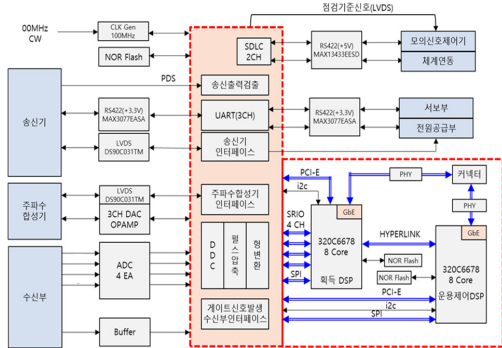 점검기준신호(LVDS)
00MHz
CW
CLK Gen
100MHz
NOR Flash
SDLC
2CH
RS422(+5V)
MAX13433EESD
모의신호제어기
체계연동
PDS
송신출력검출
송신기
RS422(+3.3V)
MAX3077EASA
UART(3CH)
RS422(+3.3V)
MAX3077EASA
서보부
전원공급부
LVDS
DS90C031TM
송신기
인터페이스
주파수
합성기
LVDS
DS90C031TM
3CH DAC
OPAMP
주파수합성기
인터페이스
PCI-E
i2c
PHY
커넥터
PHY
GbE
GbE
SRIO
4 CH
320C6678
8 Core
획득 DSP
HYPERLINK
320C6678
8 Core
운용제어DSP
NOR Flash
NOR Flash
수신부
ADC
4 EA
DDC
펄스압축
형변환
SPI
PCI-E
i2c
SPI
Buffer
게이트신호발생
수신부인터페이스